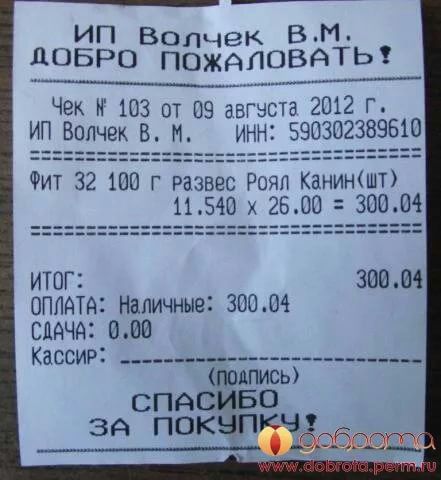 ИП Волчек В.М.
ДОБРО ПОЖАЛОВАТЬ!
Чек № 103 от 09 августа 2012 г.
ИП Волчек В. М. ИНН: 590302389610
Фит 32 100 г развес Роял Канин(шт)
11.540 x 26.00 = 300.04
ИТОГ: 300.04
ОПЛАТА: Наличные: 300.04
СДАЧА: 0.00
Кассир:
(подпись)
СПАСИБО
ЗА ПОКУПКУ!
доброта
www.dobrota.perm.ru